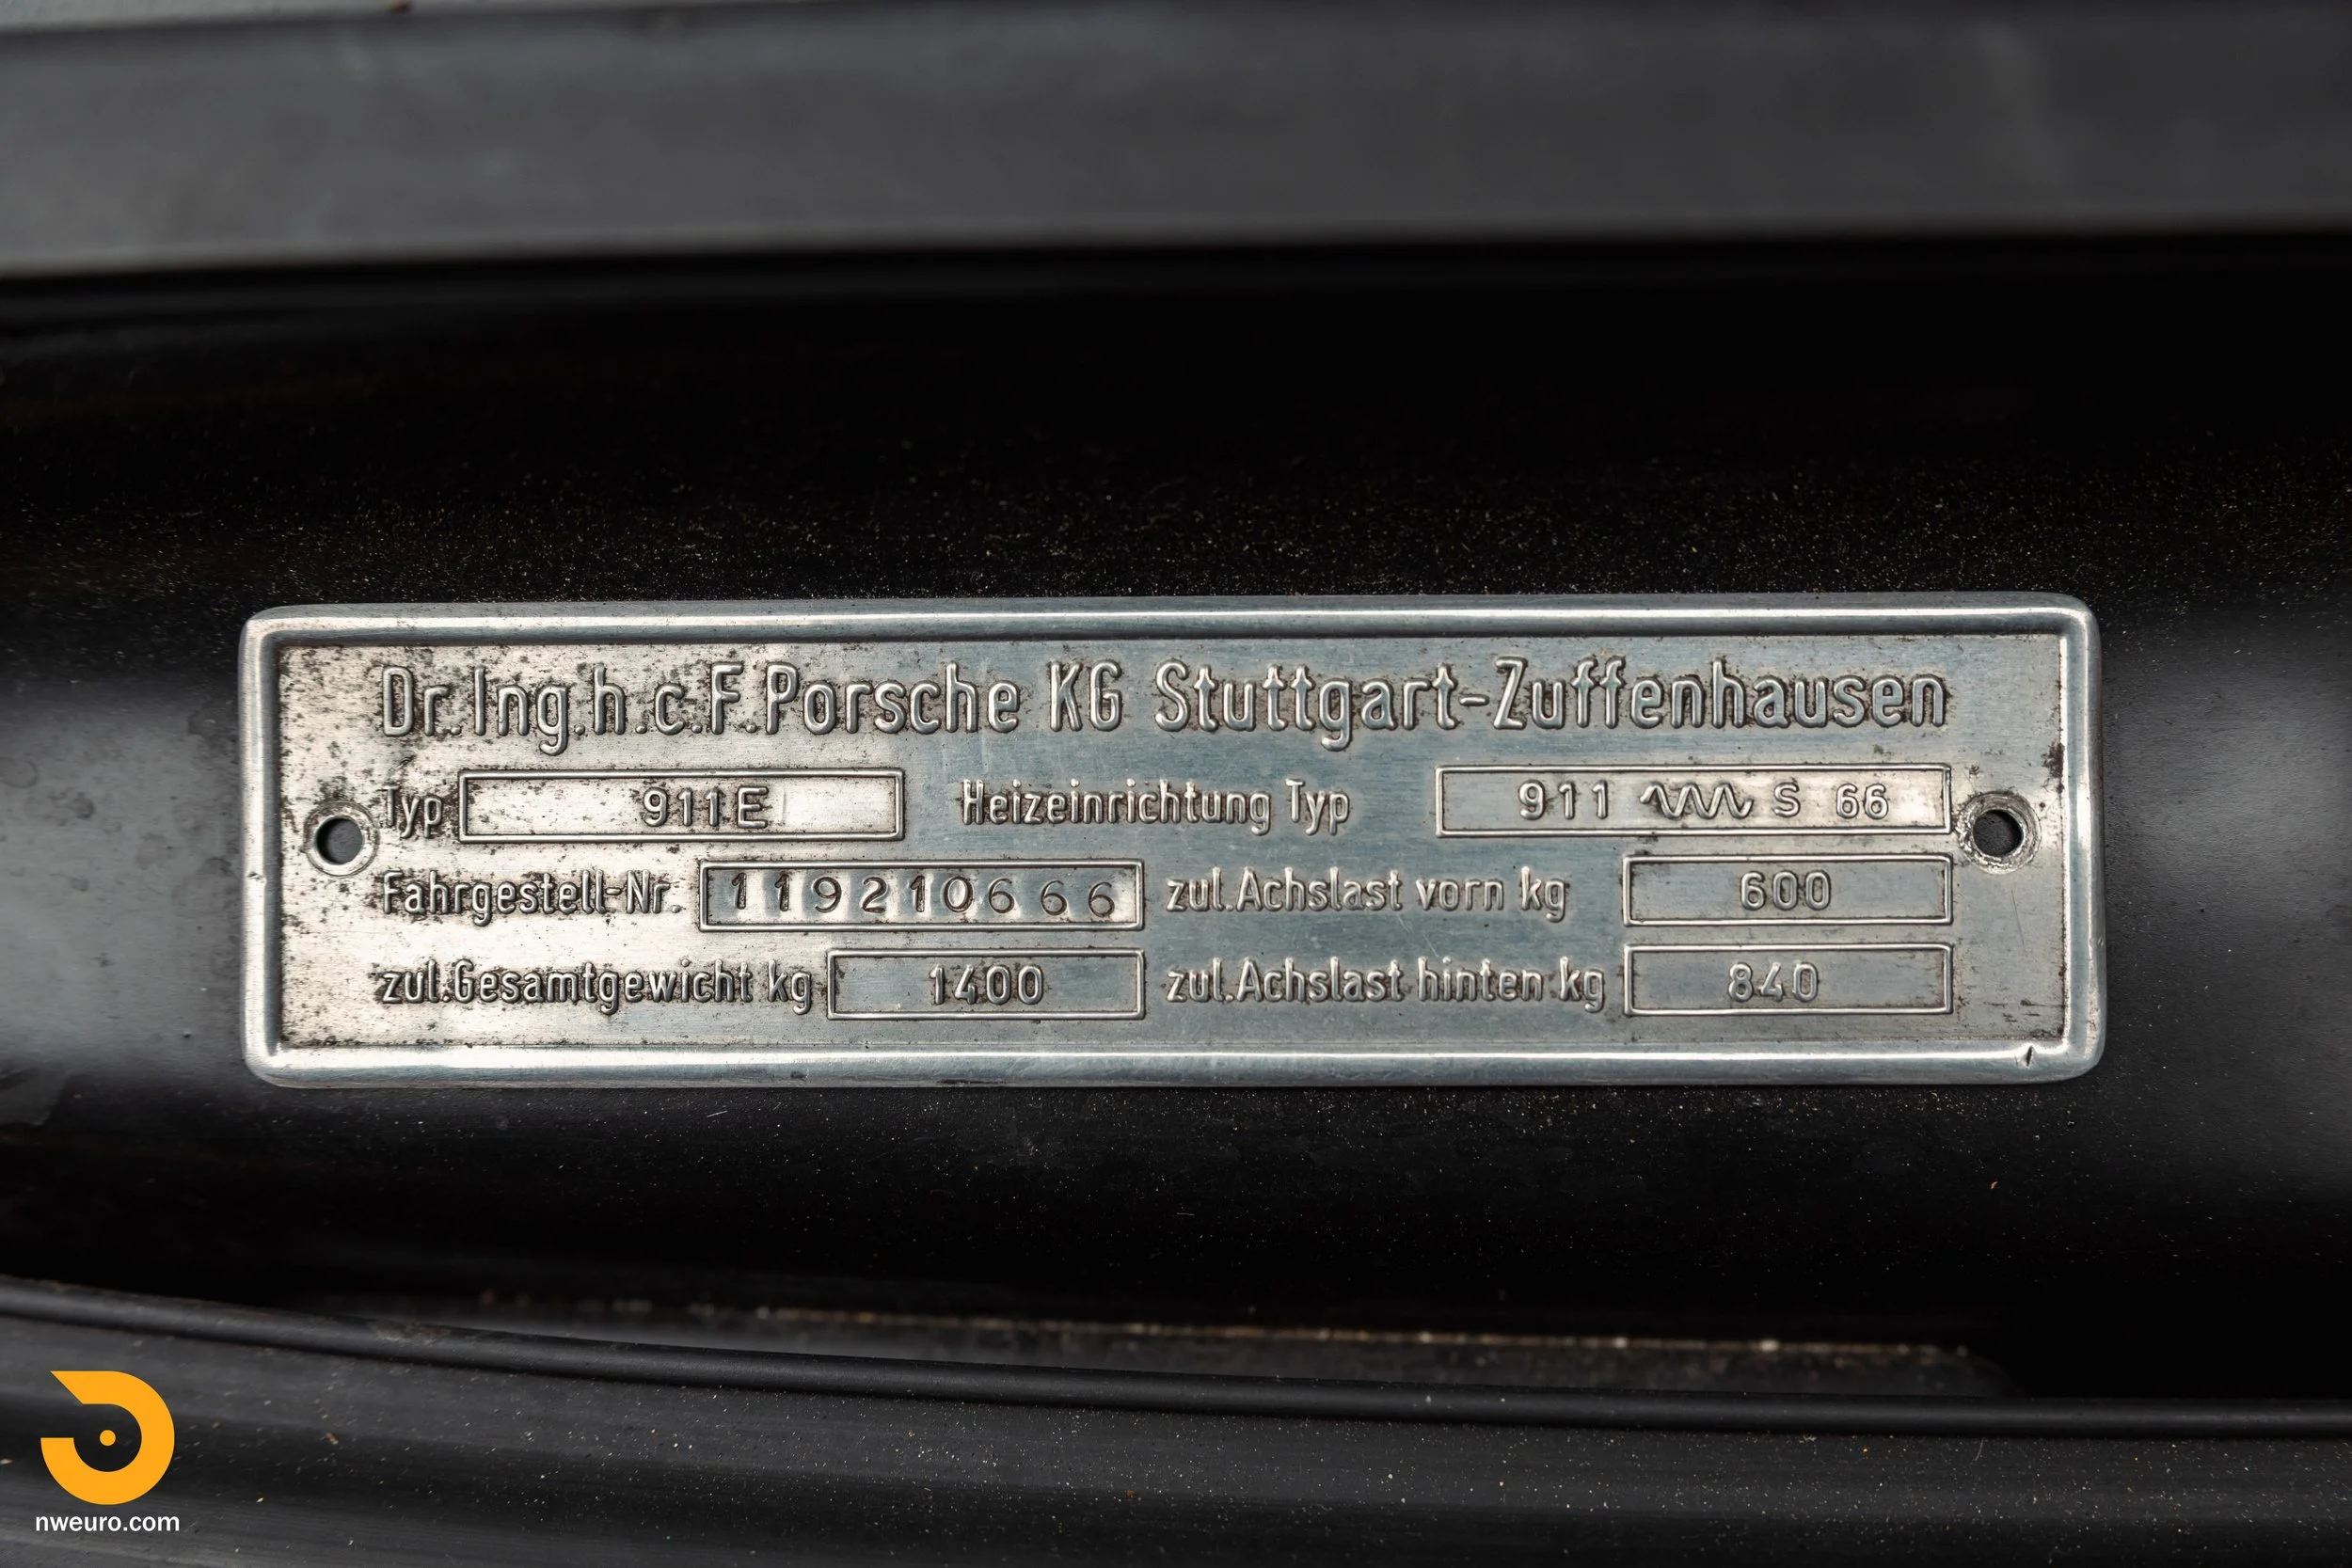 Dr.Ing.h.c.F.Porsche KG Stuttgart-Zuffenhausen
Typ 911E Heizeinrichtung Typ 911 S 66
Fahrgestell-Nr. 119210666 zul.Achslast vorn kg 600
zul.Gesamtgewicht kg 1400 zul.Achslast hinten kg 840
nweuro.com